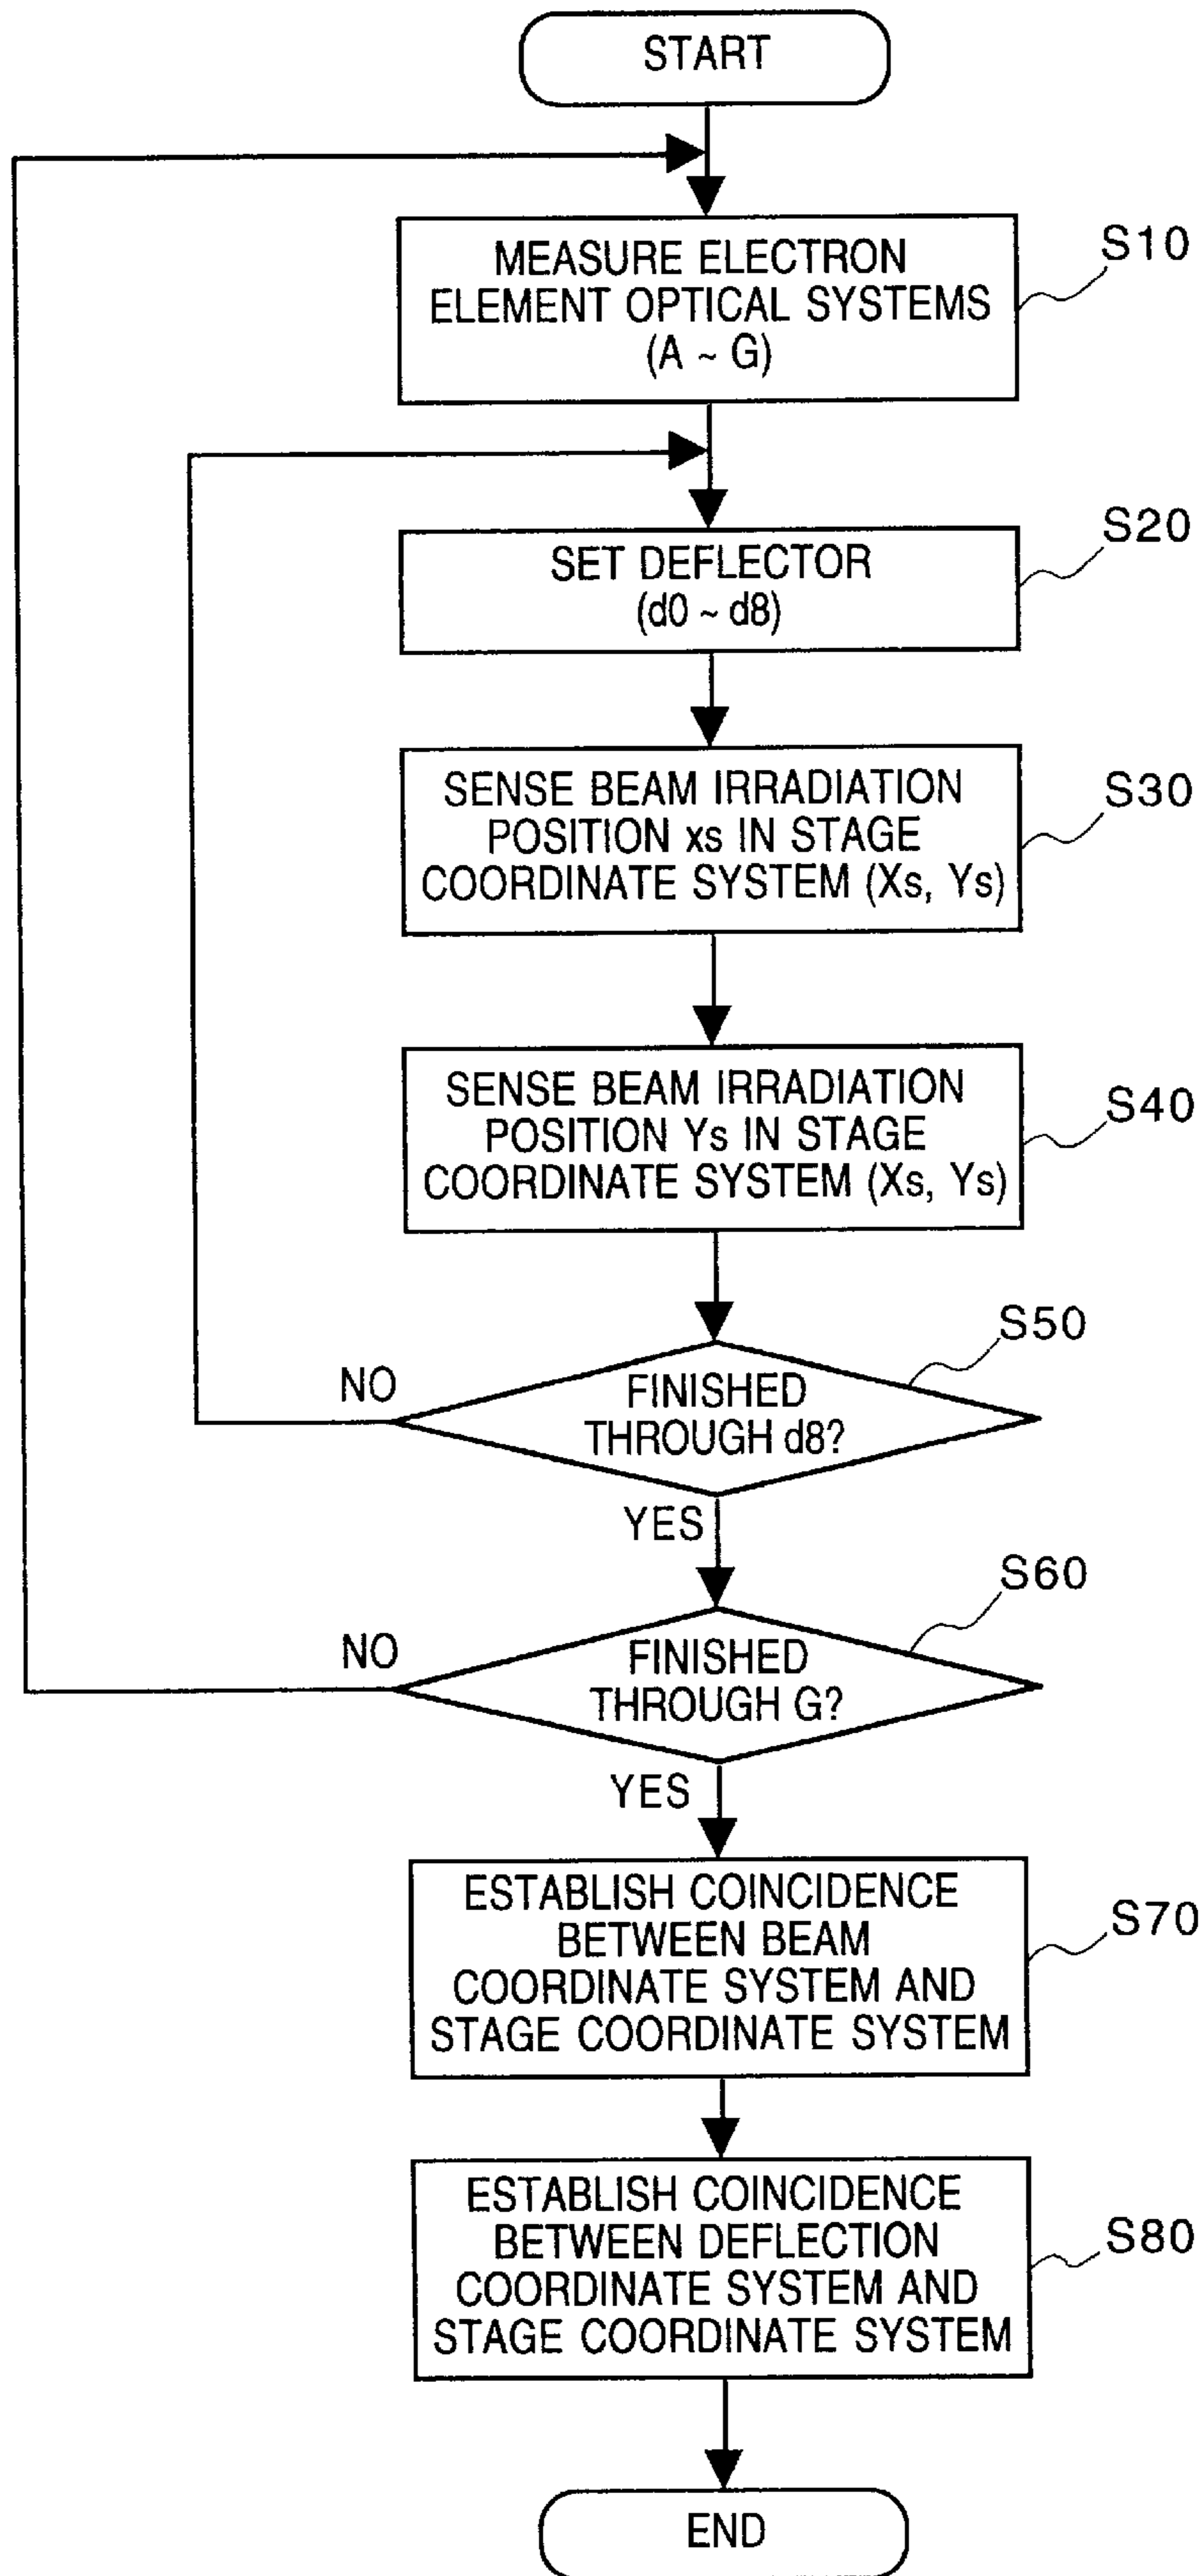 START
MEASURE ELECTRON
ELEMENT OPTICAL SYSTEMS
(A ~ G)
S10
SET DEFLECTOR
(d0 ~ d8)
S20
SENSE BEAM IRRADIATION
POSITION xs IN STAGE
COORDINATE SYSTEM (Xs, Ys)
S30
SENSE BEAM IRRADIATION
POSITION Ys IN STAGE
COORDINATE SYSTEM (Xs, Ys)
S40
S50
NO
FINISHED
THROUGH d8?
YES
S60
NO
FINISHED
THROUGH G?
YES
ESTABLISH COINCIDENCE
BETWEEN BEAM
COORDINATE SYSTEM AND
STAGE COORDINATE SYSTEM
S70
ESTABLISH COINCIDENCE
BETWEEN DEFLECTION
COORDINATE SYSTEM AND
STAGE COORDINATE SYSTEM
S80
END